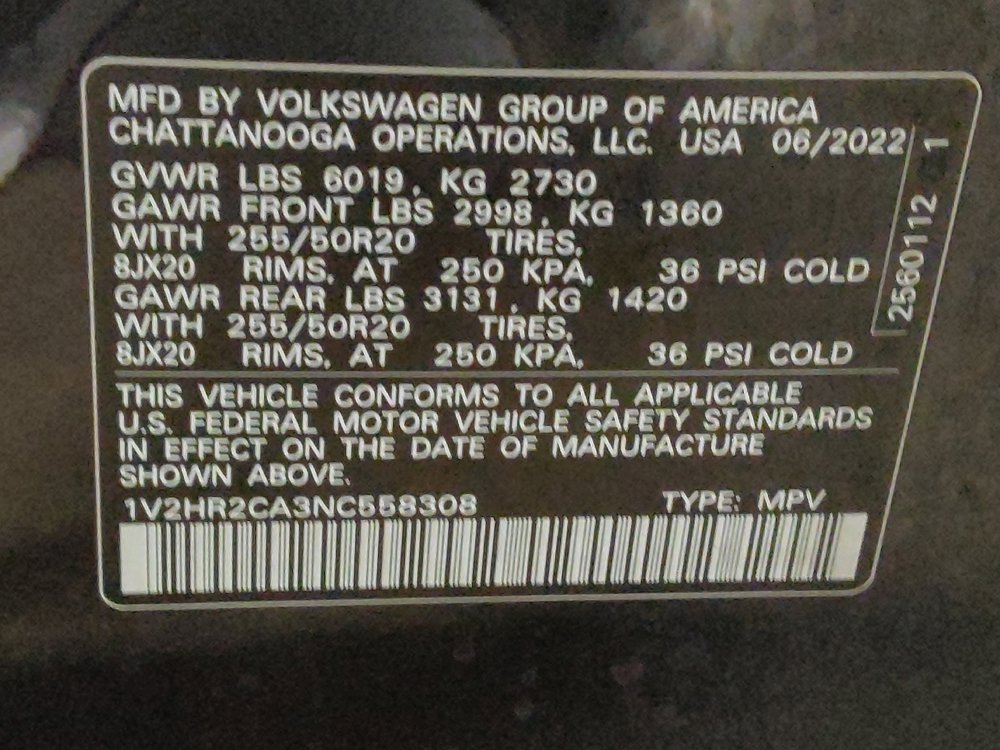 MFD BY VOLKSWAGEN GROUP OF AMERICA
CHATTANOOGA OPERATIONS, LLC. USA 06/2022
GVWR LBS 6019, KG 2730
GAWR FRONT LBS 2998, KG 1360
WITH 255/50R20 TIRES,
8JX20 RIMS, AT 250 KPA, 36 PSI COLD
GAWR REAR LBS 3131, KG 1420
WITH 255/50R20 TIRES,
8JX20 RIMS, AT 250 KPA, 36 PSI COLD
2560112
THIS VEHICLE CONFORMS TO ALL APPLICABLE
U.S. FEDERAL MOTOR VEHICLE SAFETY STANDARDS
IN EFFECT ON THE DATE OF MANUFACTURE
SHOWN ABOVE.
1V2HR2CA3NC558308 TYPE: MPV